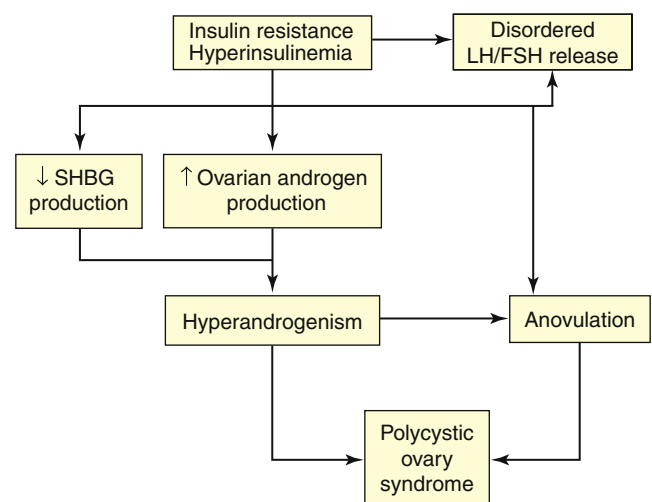 Insulin resistance
Hyperinsulinemia
Disordered
LH/FSH release
↓ SHBG
production
↑ Ovarian androgen
production
Hyperandrogenism
Anovulation
Polycystic
ovary
syndrome